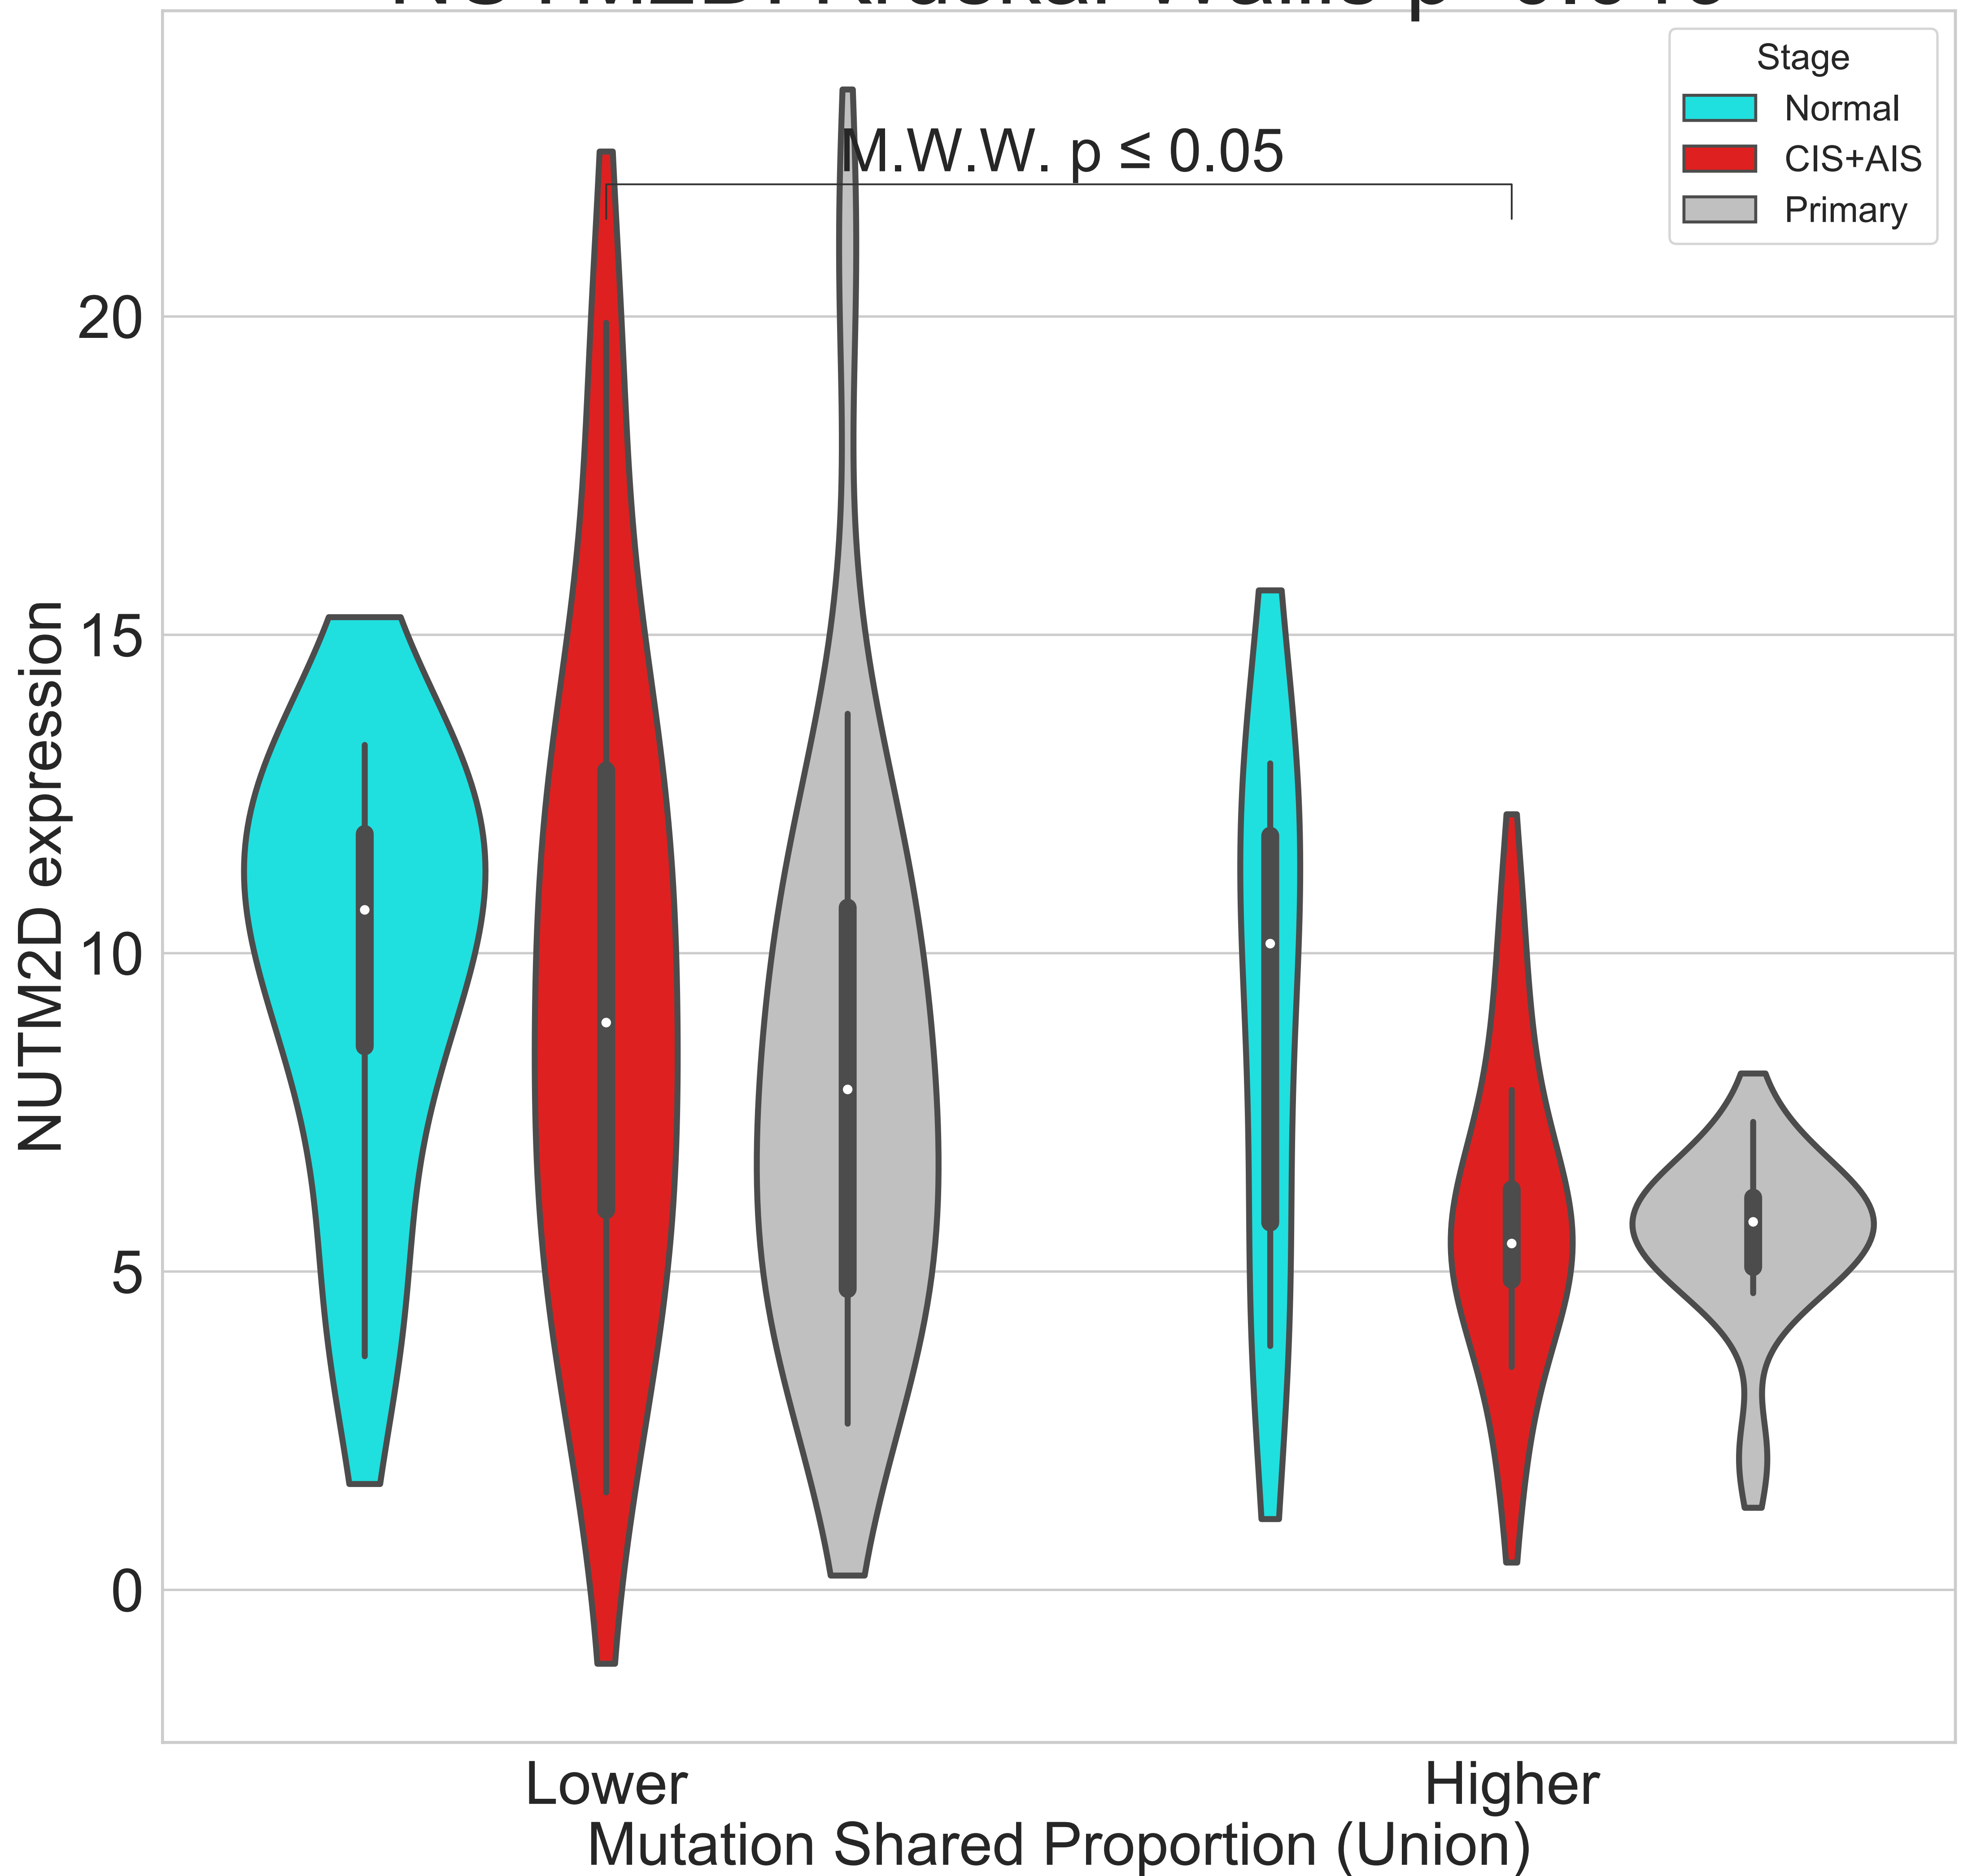 M.W.W. p ≤ 0.05
Stage
Normal
CIS+AIS
Primary
NUTM2D expression
20
15
10
5
0
Lower
Higher
Mutation Shared Proportion (Union)